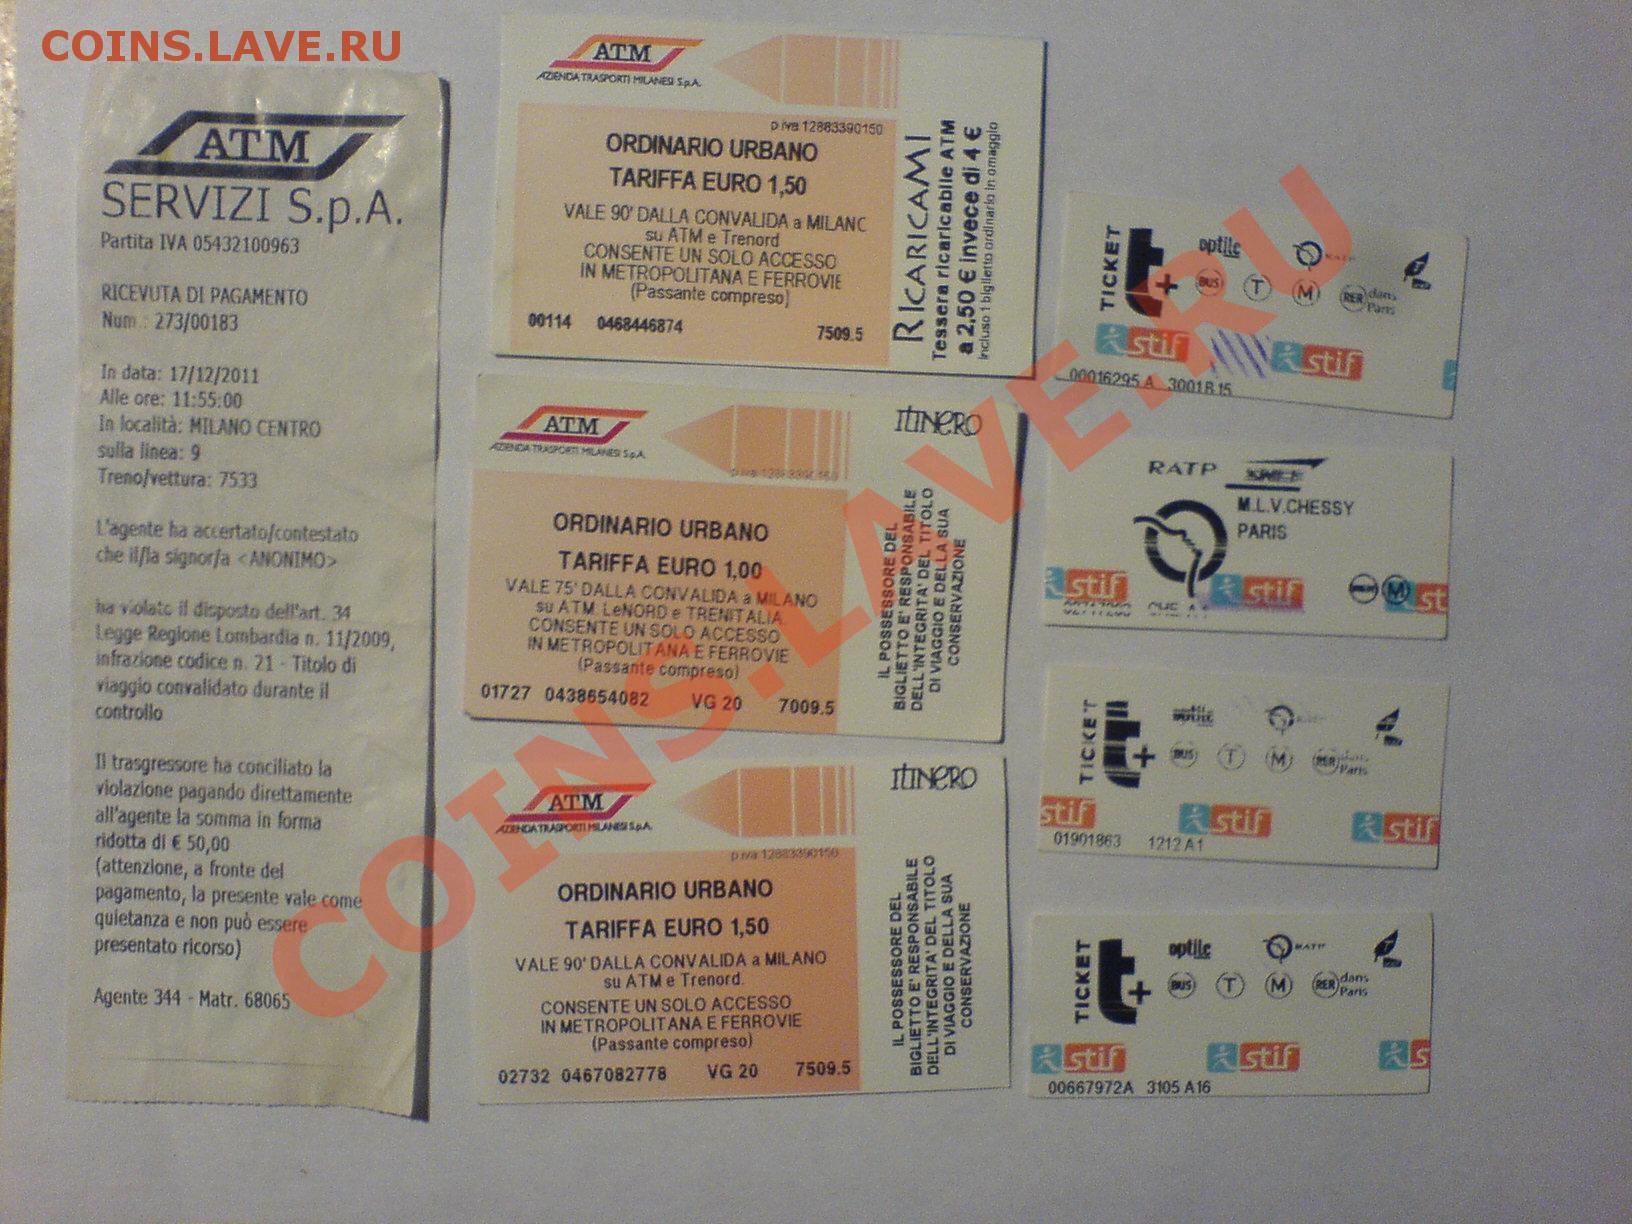 COINS.LAVE.RU
ATM
SERVIZI S.p.A.
Partita IVA 05432100963
RICEVUTA DI PAGAMENTO
Num.: 273/00183
In data: 17/12/2011
Alle ore: 11:55:00
In località: MILANO CENTRO
sulla linea: 9
Treno/vettura: 7533
L'agente ha accertato/contestato
che il/la signor/a <ANONIMO>
ha violato il disposto dell'art. 34
Legge Regione Lombardia n. 11/2009,
infrazione codice n. 21 - Titolo di
viaggio convalidato durante il
controllo
Il trasgressore ha conciliato la
violazione pagando direttamente
all'agente la somma in forma
ridotta di € 50,00
(attenzione, a fronte del
pagamento, la presente vale come
quietanza e non può essere
presentato ricorso)
Agente 344 - Matr. 68065
ATM
AZIENDA TRASPORTI MILANESI S.p.A.
p iva 12883390150
ORDINARIO URBANO
TARIFFA EURO 1,50
VALE 90' DALLA CONVALIDA a MILANO
su ATM e Trenord
CONSENTE UN SOLO ACCESSO
IN METROPOLITANA E FERROVIE
(Passante compreso)
00114 0468446874 7509.5
RICARICAMI
Tessera ricaricabile ATM
a 2,50 € invece di 4 €
Incluso 1 biglietto ordinario in omaggio
ATM
AZIENDA TRASPORTI MILANESI S.p.A.
ITINERO
p iva 12883390150
ORDINARIO URBANO
TARIFFA EURO 1,00
VALE 75' DALLA CONVALIDA a MILANO
su ATM, LeNORD e TRENITALIA.
CONSENTE UN SOLO ACCESSO
IN METROPOLITANA E FERROVIE
(Passante compreso)
01727 0438654082 VG 20 7009.5
IL POSSESSORE DEL
BIGLIETTO E' RESPONSABILE
DELL'INTEGRITA' DEL TITOLO
DI VIAGGIO E DELLA SUA
CONSERVAZIONE
ATM
AZIENDA TRASPORTI MILANESI S.p.A.
ITINERO
p iva 12883390150
ORDINARIO URBANO
TARIFFA EURO 1,50
VALE 90' DALLA CONVALIDA a MILANO
su ATM e Trenord.
CONSENTE UN SOLO ACCESSO
IN METROPOLITANA E FERROVIE
(Passante compreso)
02732 0467082778 VG 20 7509.5
IL POSSESSORE DEL
BIGLIETTO E' RESPONSABILE
DELL'INTEGRITA' DEL TITOLO
DI VIAGGIO E DELLA SUA
CONSERVAZIONE
TICKET t+
optile RATP
BUS T M RER dans Paris
stif stif
00016295 A 3001B 15
RATP
M.L.V.CHESSY
PARIS
stif stif st
M
TICKET t+
optile RATP
BUS T M RER dans Paris
stif stif stif
01901863 1212 A1
TICKET t+
optile RATP
BUS T M RER dans Paris
stif stif s
00667972A 3105 A16
COINS.LAVE.RU